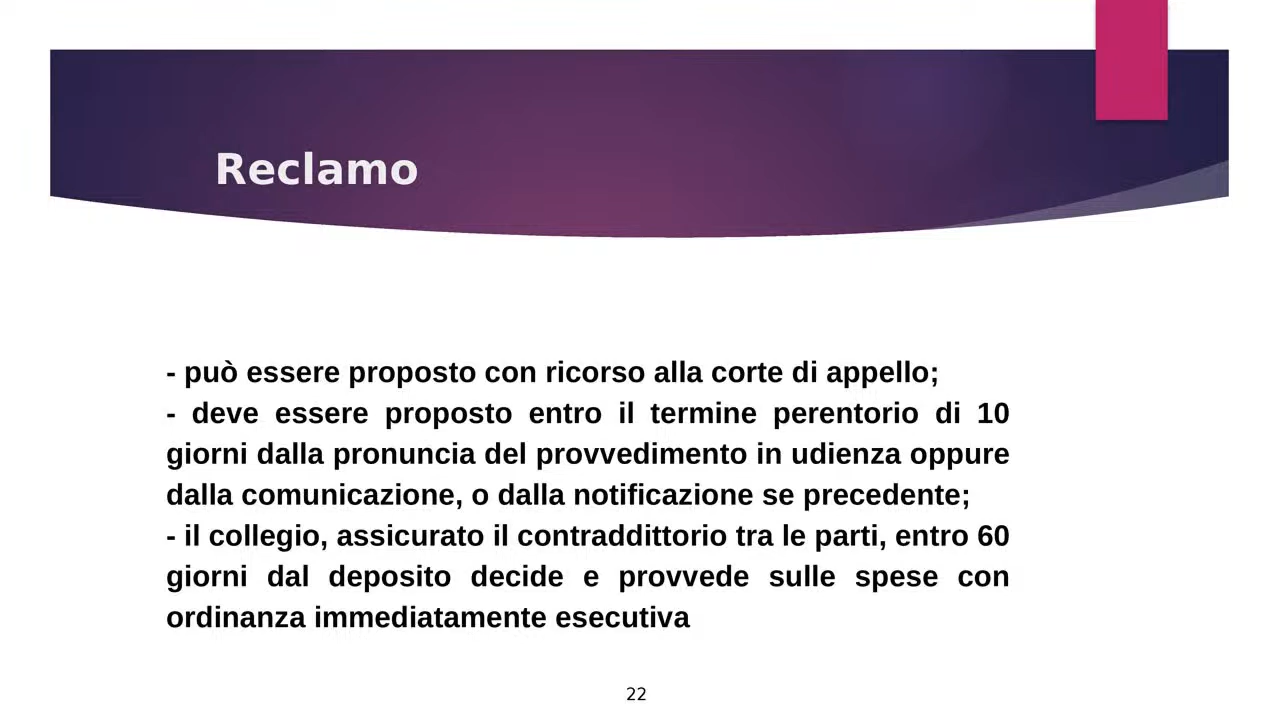 Reclamo
- può essere proposto con ricorso alla corte di appello;
- deve essere proposto entro il termine perentorio di 10
giorni dalla pronuncia del provvedimento in udienza oppure
dalla comunicazione, o dalla notificazione se precedente;
- il collegio, assicurato il contraddittorio tra le parti, entro 60
giorni dal deposito decide e provvede sulle spese con
ordinanza immediatamente esecutiva
22